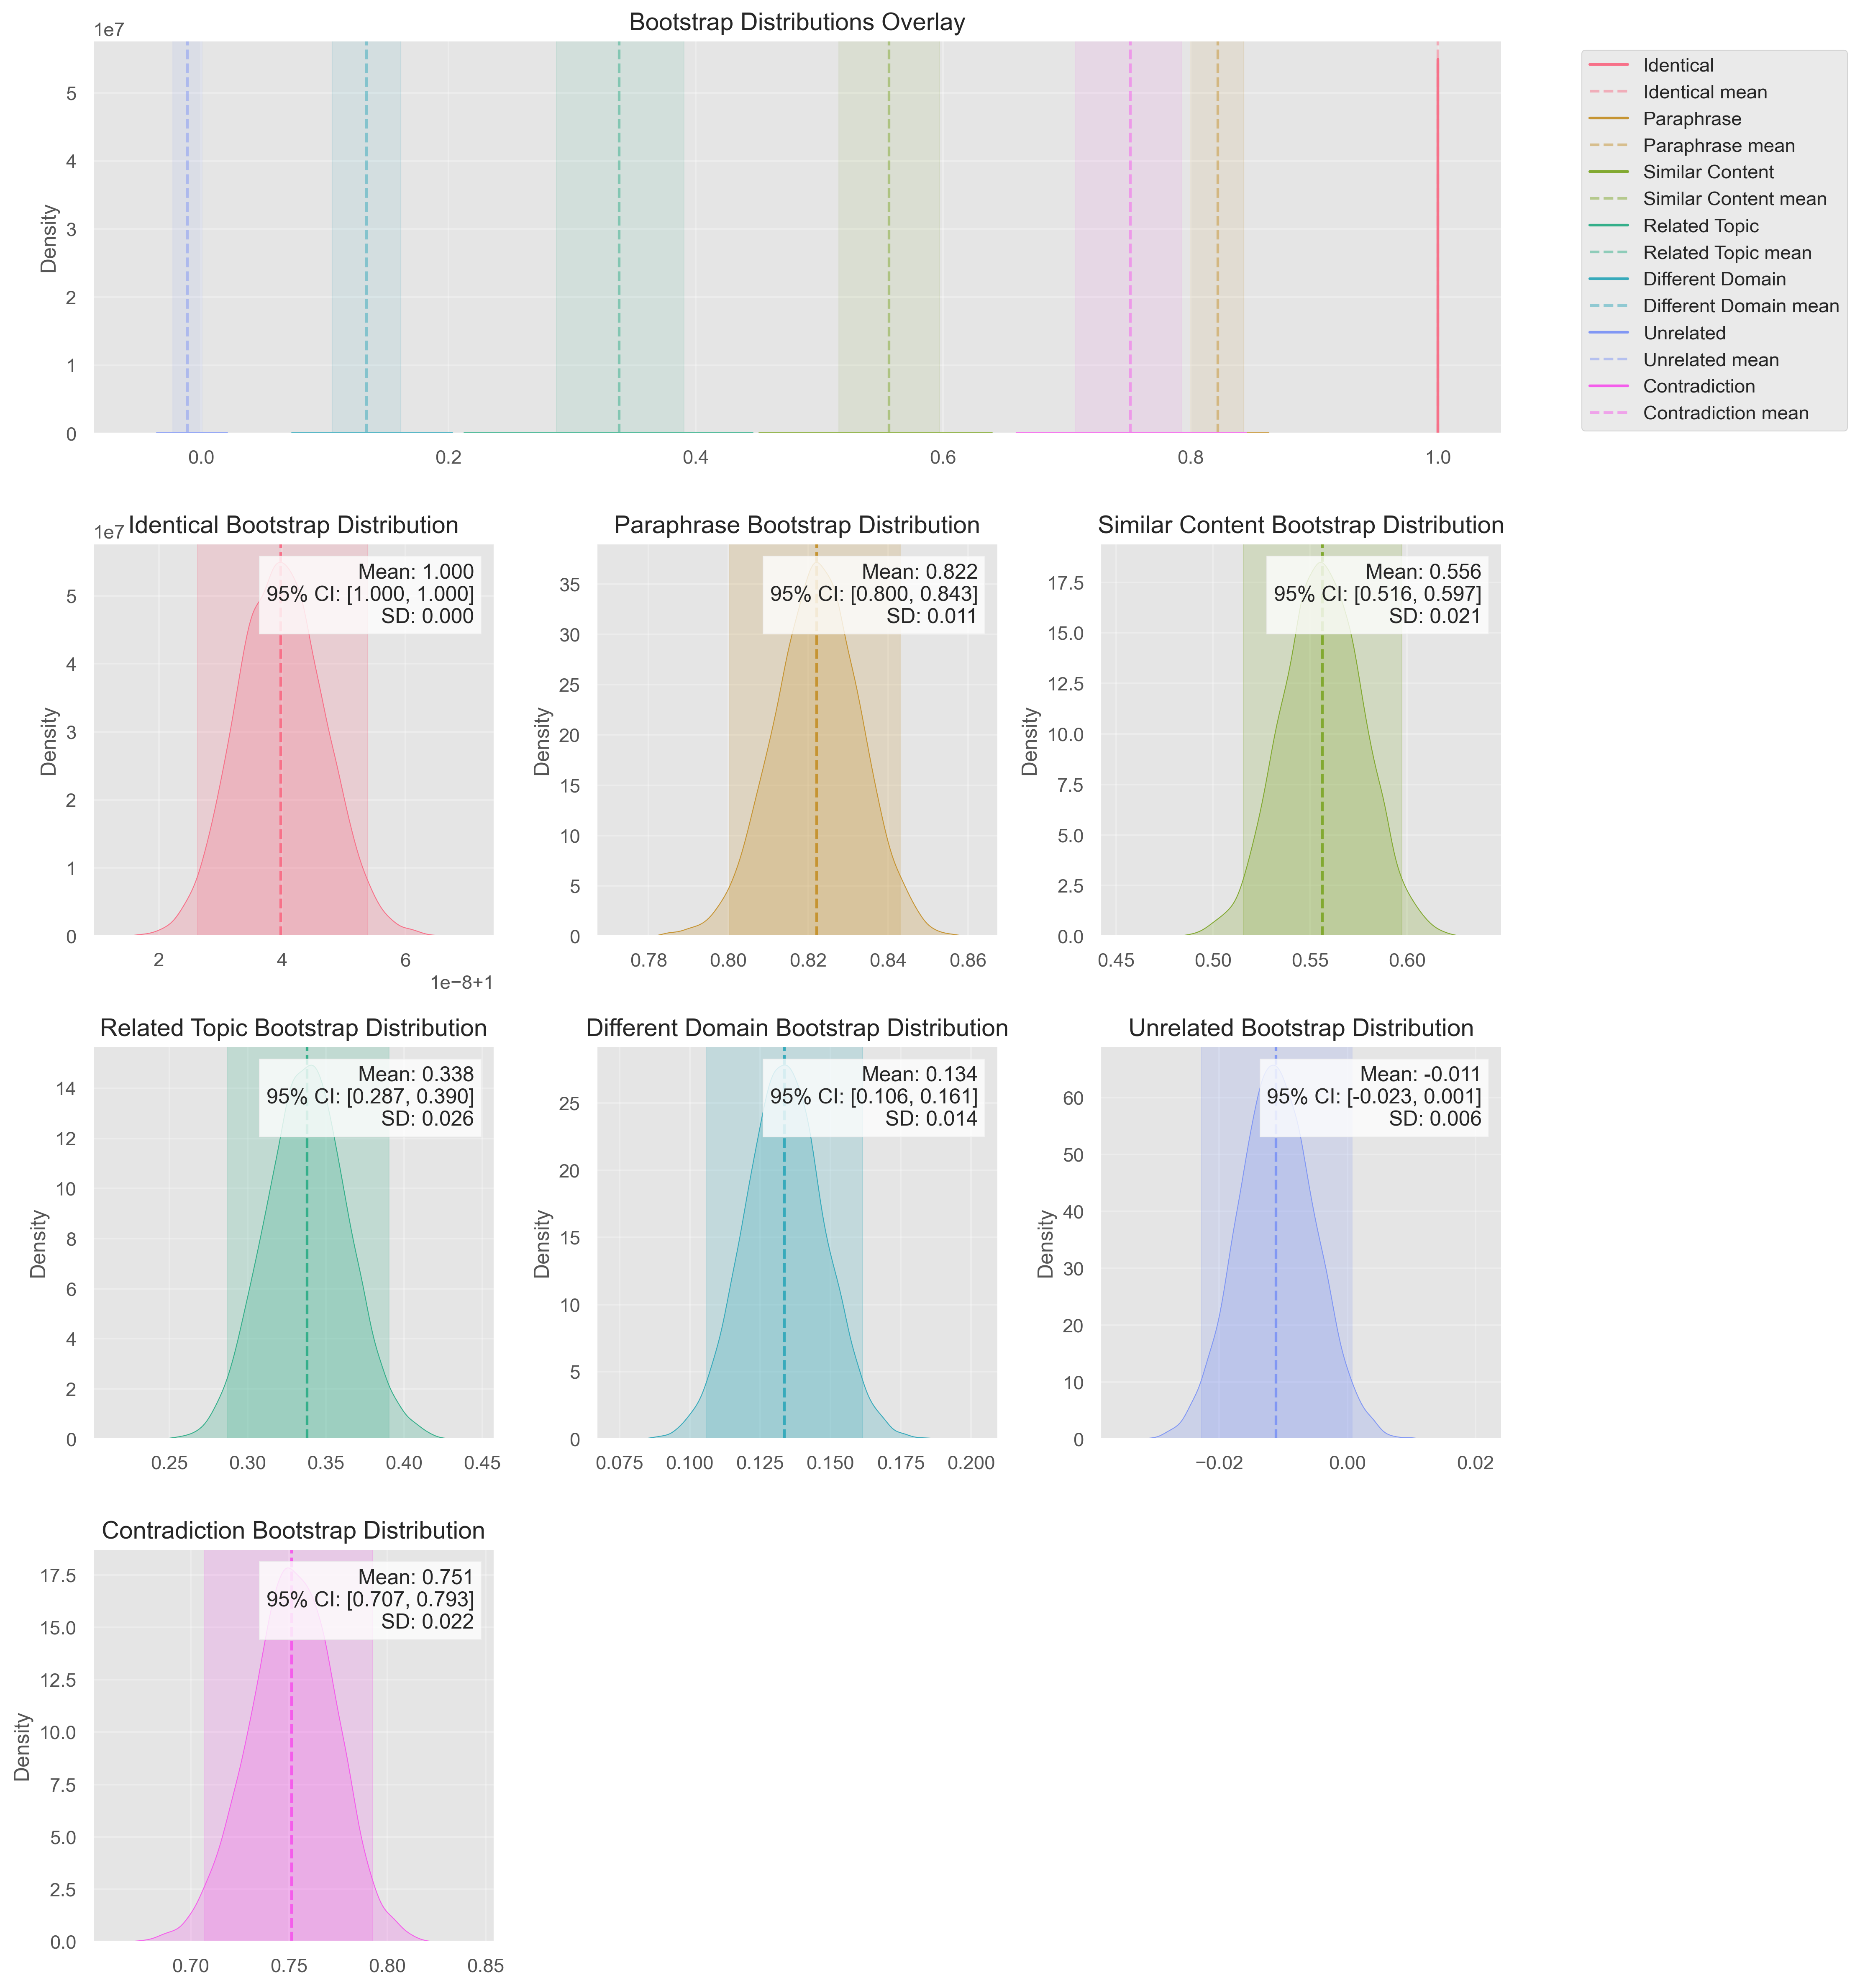 Bootstrap Distributions Overlay
1e7
Density
5
4
3
2
1
0
0.0 0.2 0.4 0.6 0.8 1.0
Identical
Identical mean
Paraphrase
Paraphrase mean
Similar Content
Similar Content mean
Related Topic
Related Topic mean
Different Domain
Different Domain mean
Unrelated
Unrelated mean
Contradiction
Contradiction mean
1e7
Identical Bootstrap Distribution
Mean: 1.000
95% CI: [1.000, 1.000]
SD: 0.000
Density
5
4
3
2
1
0
2 4 6
1e−8+1
Paraphrase Bootstrap Distribution
Mean: 0.822
95% CI: [0.800, 0.843]
SD: 0.011
Density
35
30
25
20
15
10
5
0
0.78 0.80 0.82 0.84 0.86
Similar Content Bootstrap Distribution
Mean: 0.556
95% CI: [0.516, 0.597]
SD: 0.021
Density
17.5
15.0
12.5
10.0
7.5
5.0
2.5
0.0
0.45 0.50 0.55 0.60
Related Topic Bootstrap Distribution
Mean: 0.338
95% CI: [0.287, 0.390]
SD: 0.026
Density
14
12
10
8
6
4
2
0
0.25 0.30 0.35 0.40 0.45
Different Domain Bootstrap Distribution
Mean: 0.134
95% CI: [0.106, 0.161]
SD: 0.014
Density
25
20
15
10
5
0
0.075 0.100 0.125 0.150 0.175 0.200
Unrelated Bootstrap Distribution
Mean: -0.011
95% CI: [-0.023, 0.001]
SD: 0.006
Density
60
50
40
30
20
10
0
−0.02 0.00 0.02
Contradiction Bootstrap Distribution
Mean: 0.751
95% CI: [0.707, 0.793]
SD: 0.022
Density
17.5
15.0
12.5
10.0
7.5
5.0
2.5
0.0
0.70 0.75 0.80 0.85